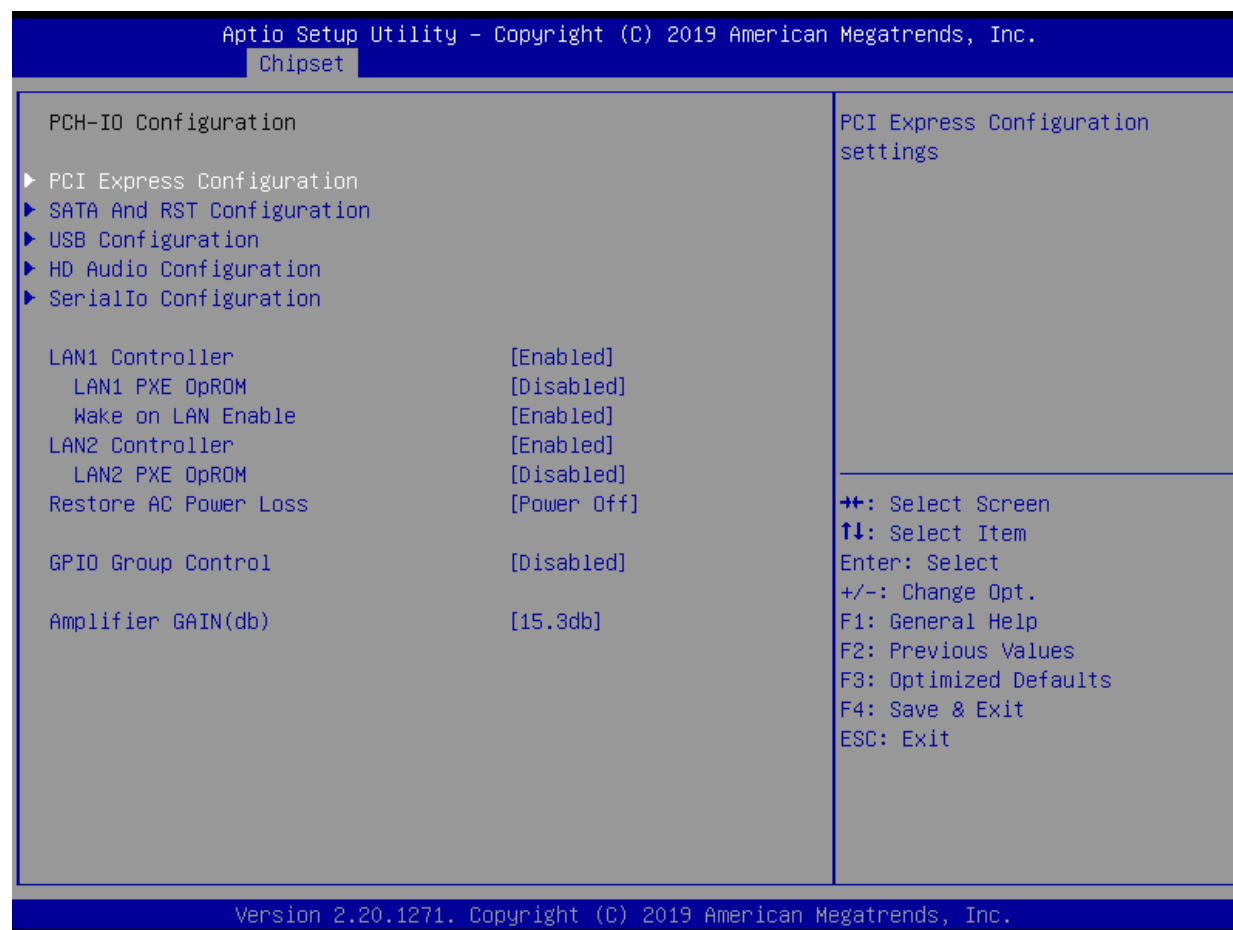 Aptio Setup Utility – Copyright (C) 2019 American Megatrends, Inc.
Chipset
PCH-IO Configuration
▶ PCI Express Configuration
▶ SATA And RST Configuration
▶ USB Configuration
▶ HD Audio Configuration
▶ SerialIo Configuration
LAN1 Controller [Enabled]
LAN1 PXE OpROM [Disabled]
Wake on LAN Enable [Enabled]
LAN2 Controller [Enabled]
LAN2 PXE OpROM [Disabled]
Restore AC Power Loss [Power Off]
GPIO Group Control [Disabled]
Amplifier GAIN(db) [15.3db]
PCI Express Configuration
settings
→←: Select Screen
↑↓: Select Item
Enter: Select
+/-: Change Opt.
F1: General Help
F2: Previous Values
F3: Optimized Defaults
F4: Save & Exit
ESC: Exit
Version 2.20.1271. Copyright (C) 2019 American Megatrends, Inc.